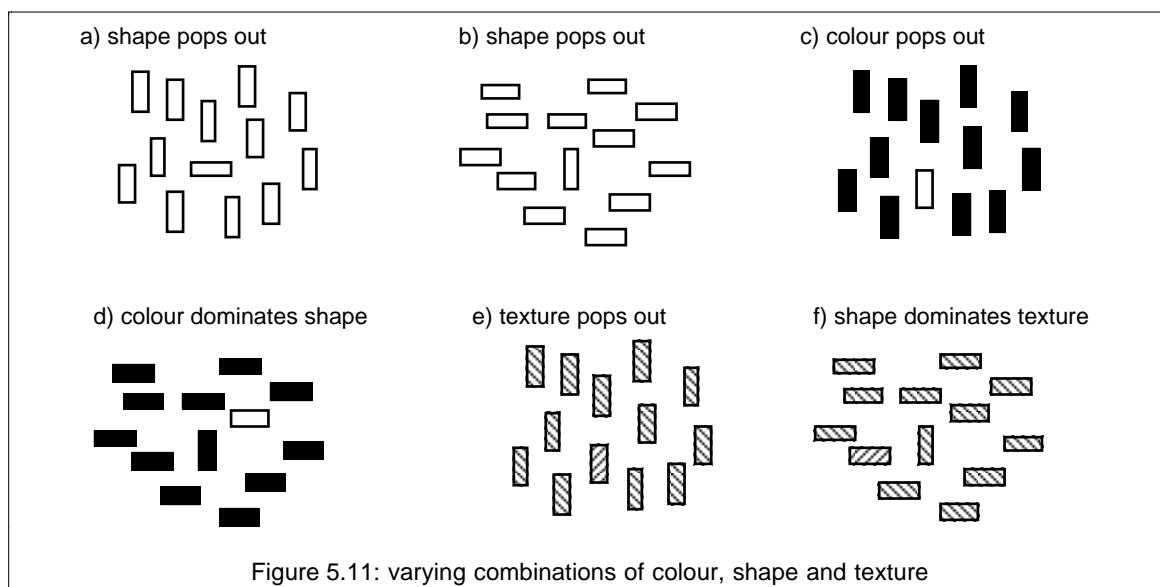 a) shape pops out
b) shape pops out
c) colour pops out
d) colour dominates shape
e) texture pops out
f) shape dominates texture
Figure 5.11: varying combinations of colour, shape and texture